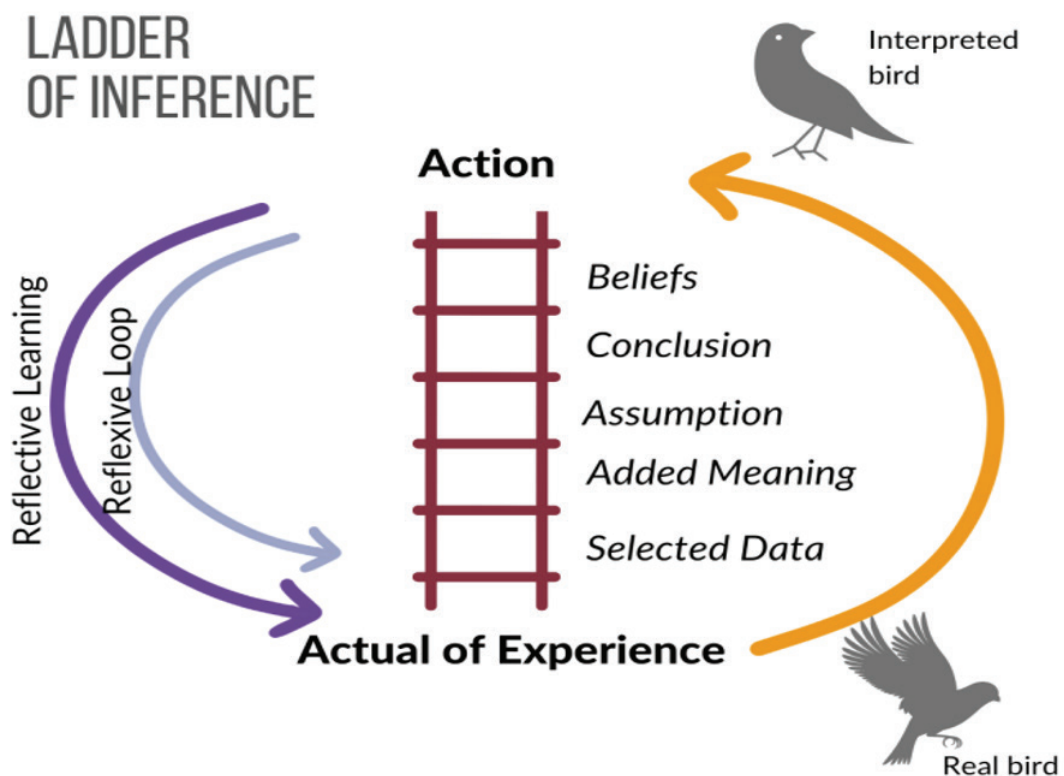 LADDER
OF INFERENCE
Interpreted
bird
Action
Beliefs
Conclusion
Assumption
Added Meaning
Selected Data
Reflective Learning
Reflexive Loop
Actual of Experience
Real bird